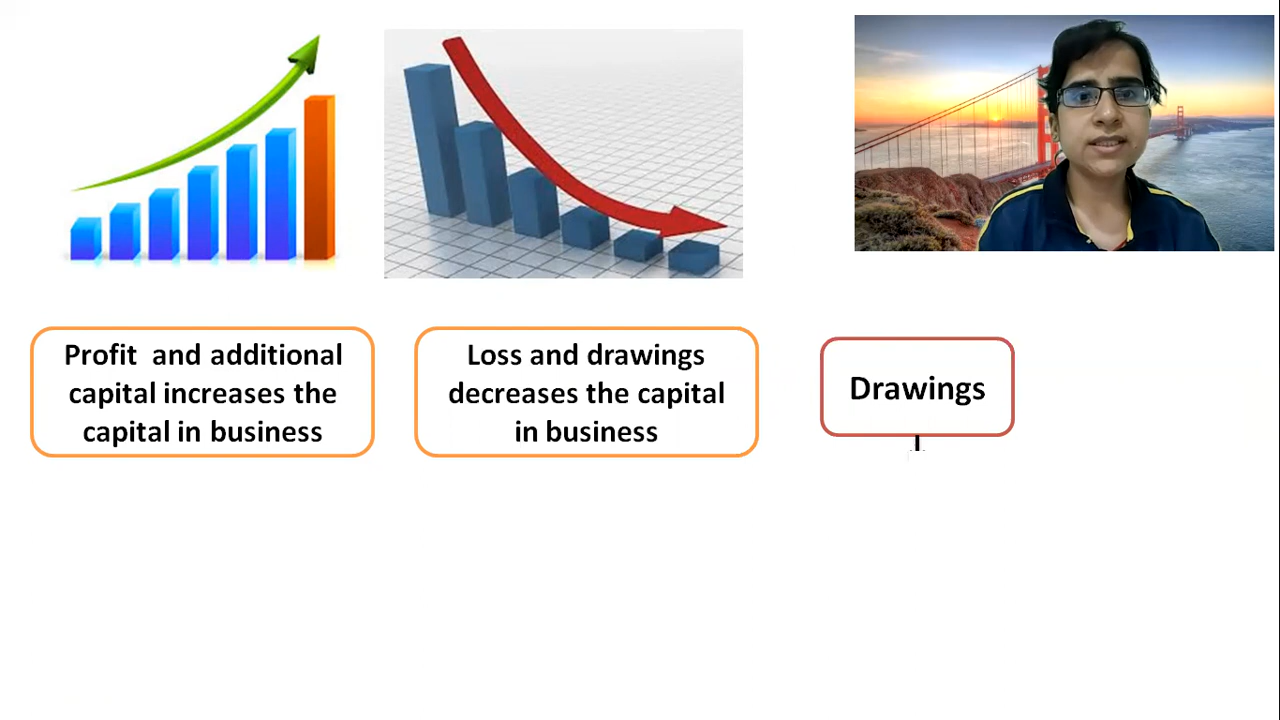 Profit  and additional
capital increases the
capital in business
Loss and drawings
decreases the capital
in business
Drawings